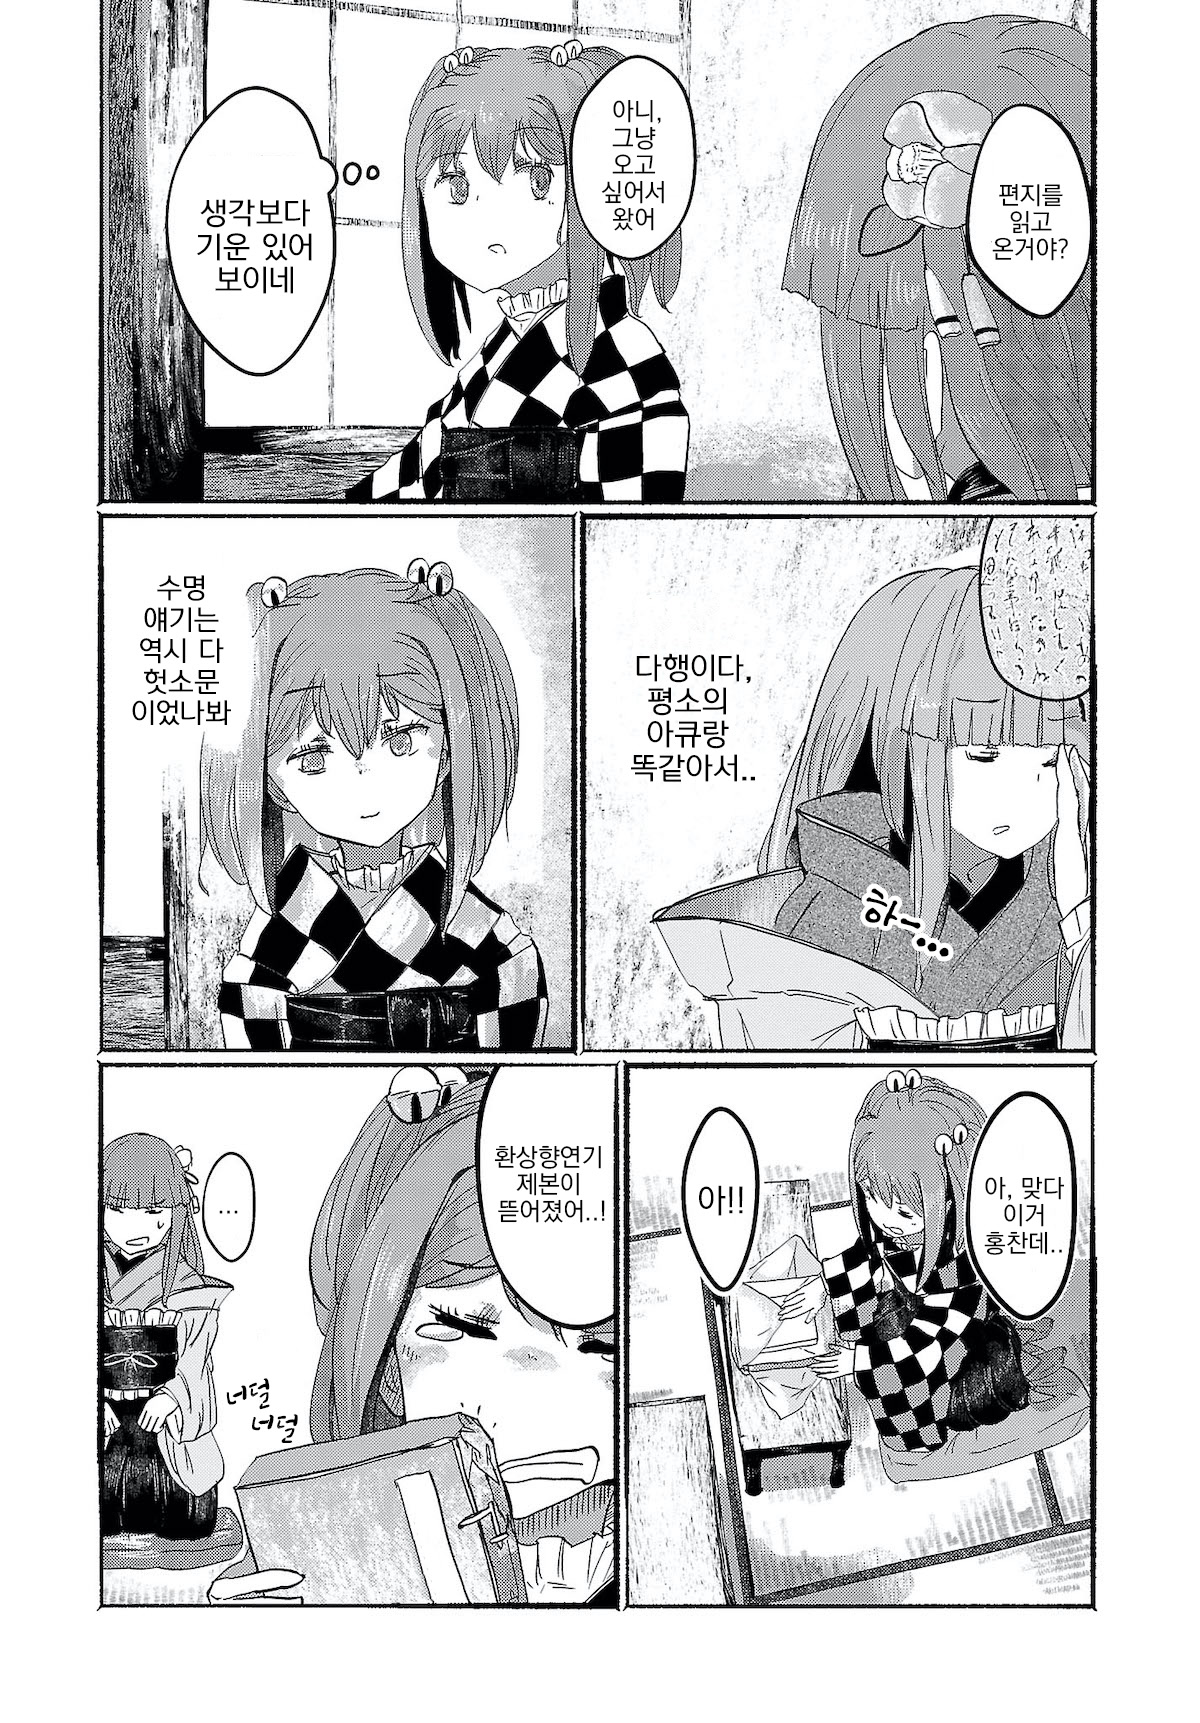 편지를
읽고
온거야?
아니,
그냥
오고
싶어서
왔어
생각보다
기운 있어
보이네
다행이다,
평소의
아큐랑
똑같아서..
하~...
수명
얘기는
역시 다
헛소문
이었나봐
아, 맞다
이거
홍찬데..
아!!
환상향연기
제본이
뜯어졌어..!
너덜
너덜
...